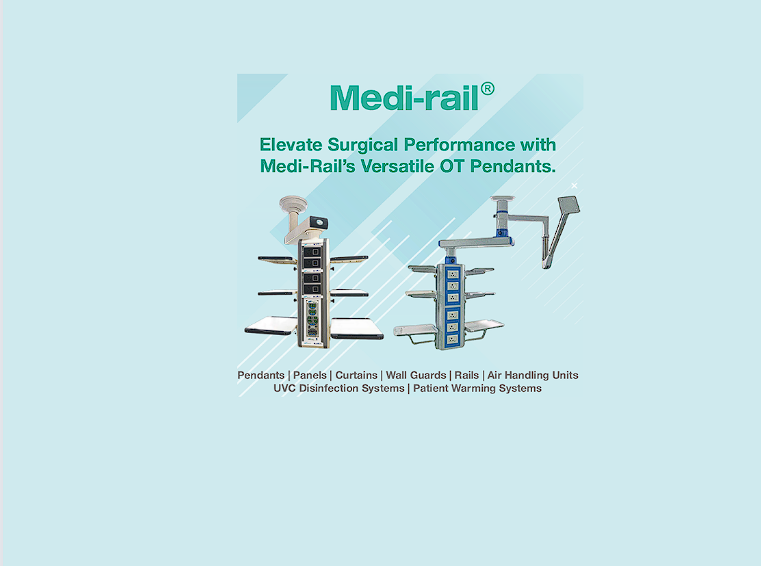 Medi-rail®
Elevate Surgical Performance with
Medi-Rail's Versatile OT Pendants.
Pendants | Panels | Curtains | Wall Guards | Rails | Air Handling Units
UVC Disinfection Systems | Patient Warming Systems